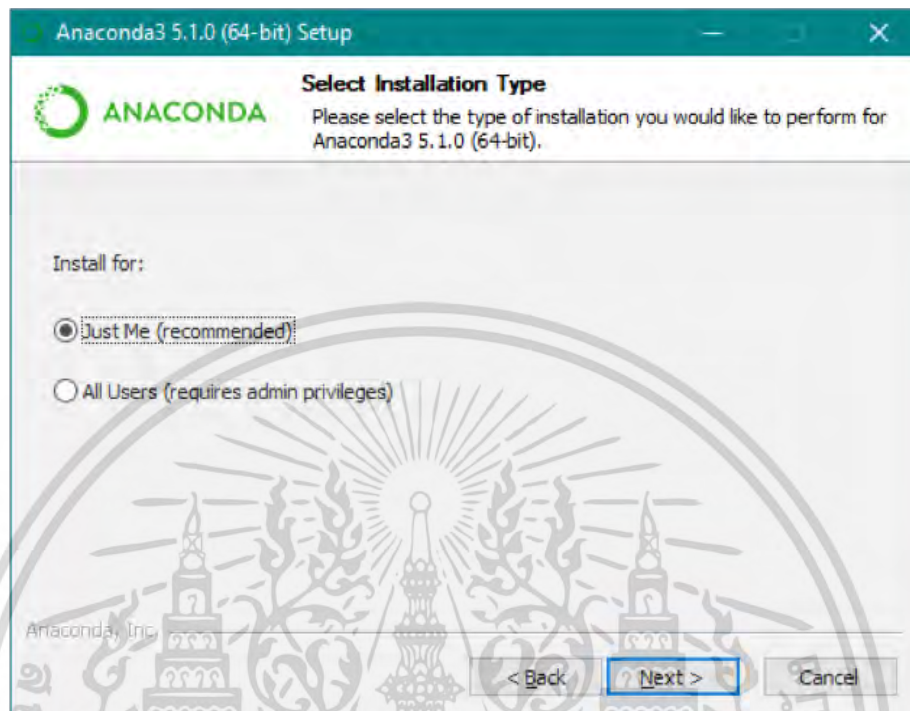 Anaconda3 5.1.0 (64-bit) Setup
ANACONDA
Select Installation Type
Please select the type of installation you would like to perform for
Anaconda3 5.1.0 (64-bit).
Install for:
Just Me (recommended)
All Users (requires admin privileges)
Anaconda, Inc.
< Back
Next >
Cancel